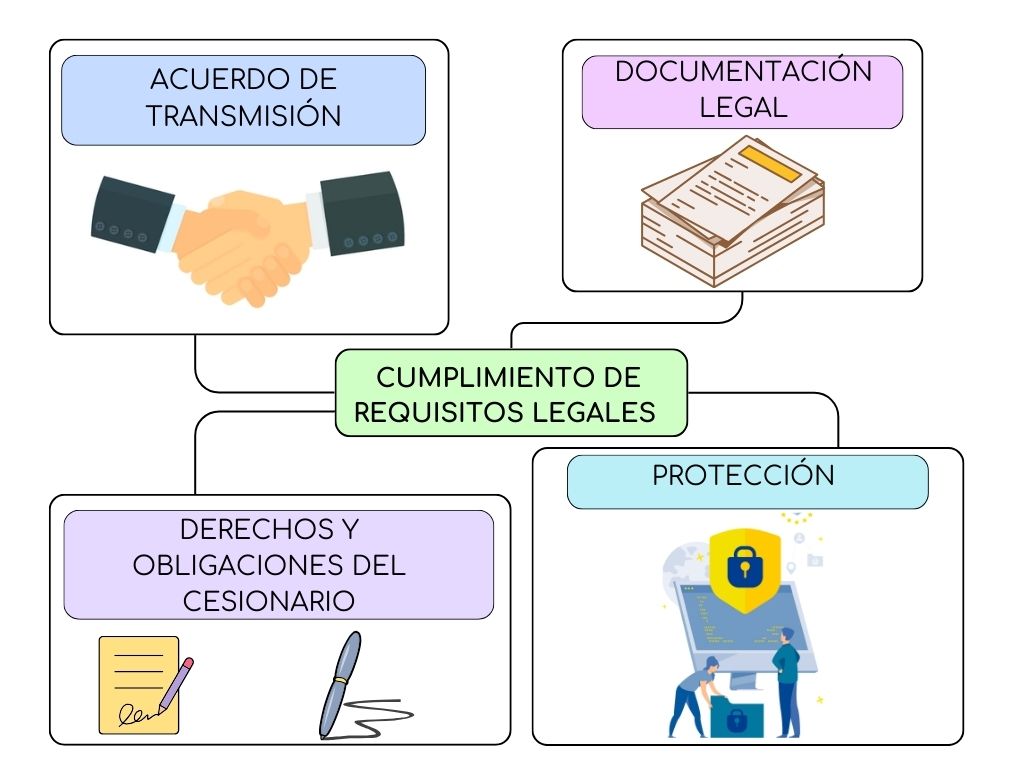 ACUERDO DE
TRANSMISIÓN
DOCUMENTACIÓN
LEGAL
CUMPLIMIENTO DE
REQUISITOS LEGALES
DERECHOS Y
OBLIGACIONES DEL
CESIONARIO
PROTECCIÓN